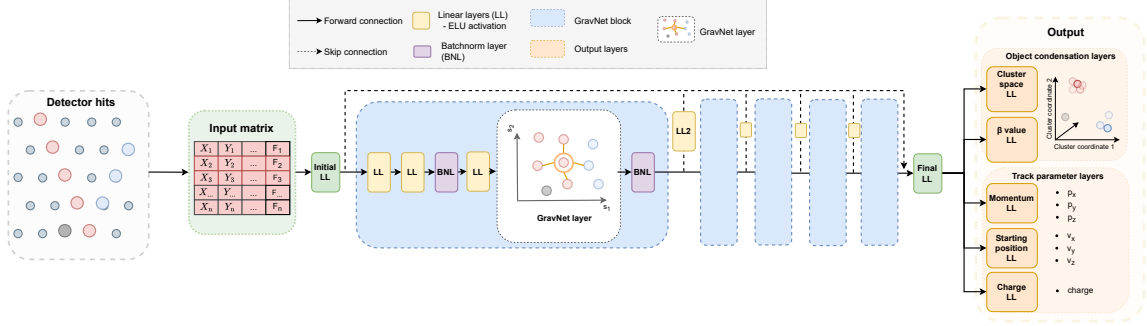 Forward connection
Skip connection
Linear layers (LL)
- ELU activation
Batchnorm layer
(BNL)
GravNet block
Output layers
GravNet layer
Detector hits
Input matrix
X1 Y1 ... F1
X2 Y2 ... F2
X3 Y3 ... F3
X... Y... ... F...
Xn Yn ... Fn
Initial
LL
LL
LL
BNL
LL
s2
s1
GravNet layer
BNL
LL2
Final
LL
Output
Object condensation layers
Cluster
space
LL
β value
LL
Cluster coordinate 2
Cluster coordinate 1
Track parameter layers
Momentum
LL
• px
• py
• pz
Starting
position
LL
• vx
• vy
• vz
Charge
LL
• charge